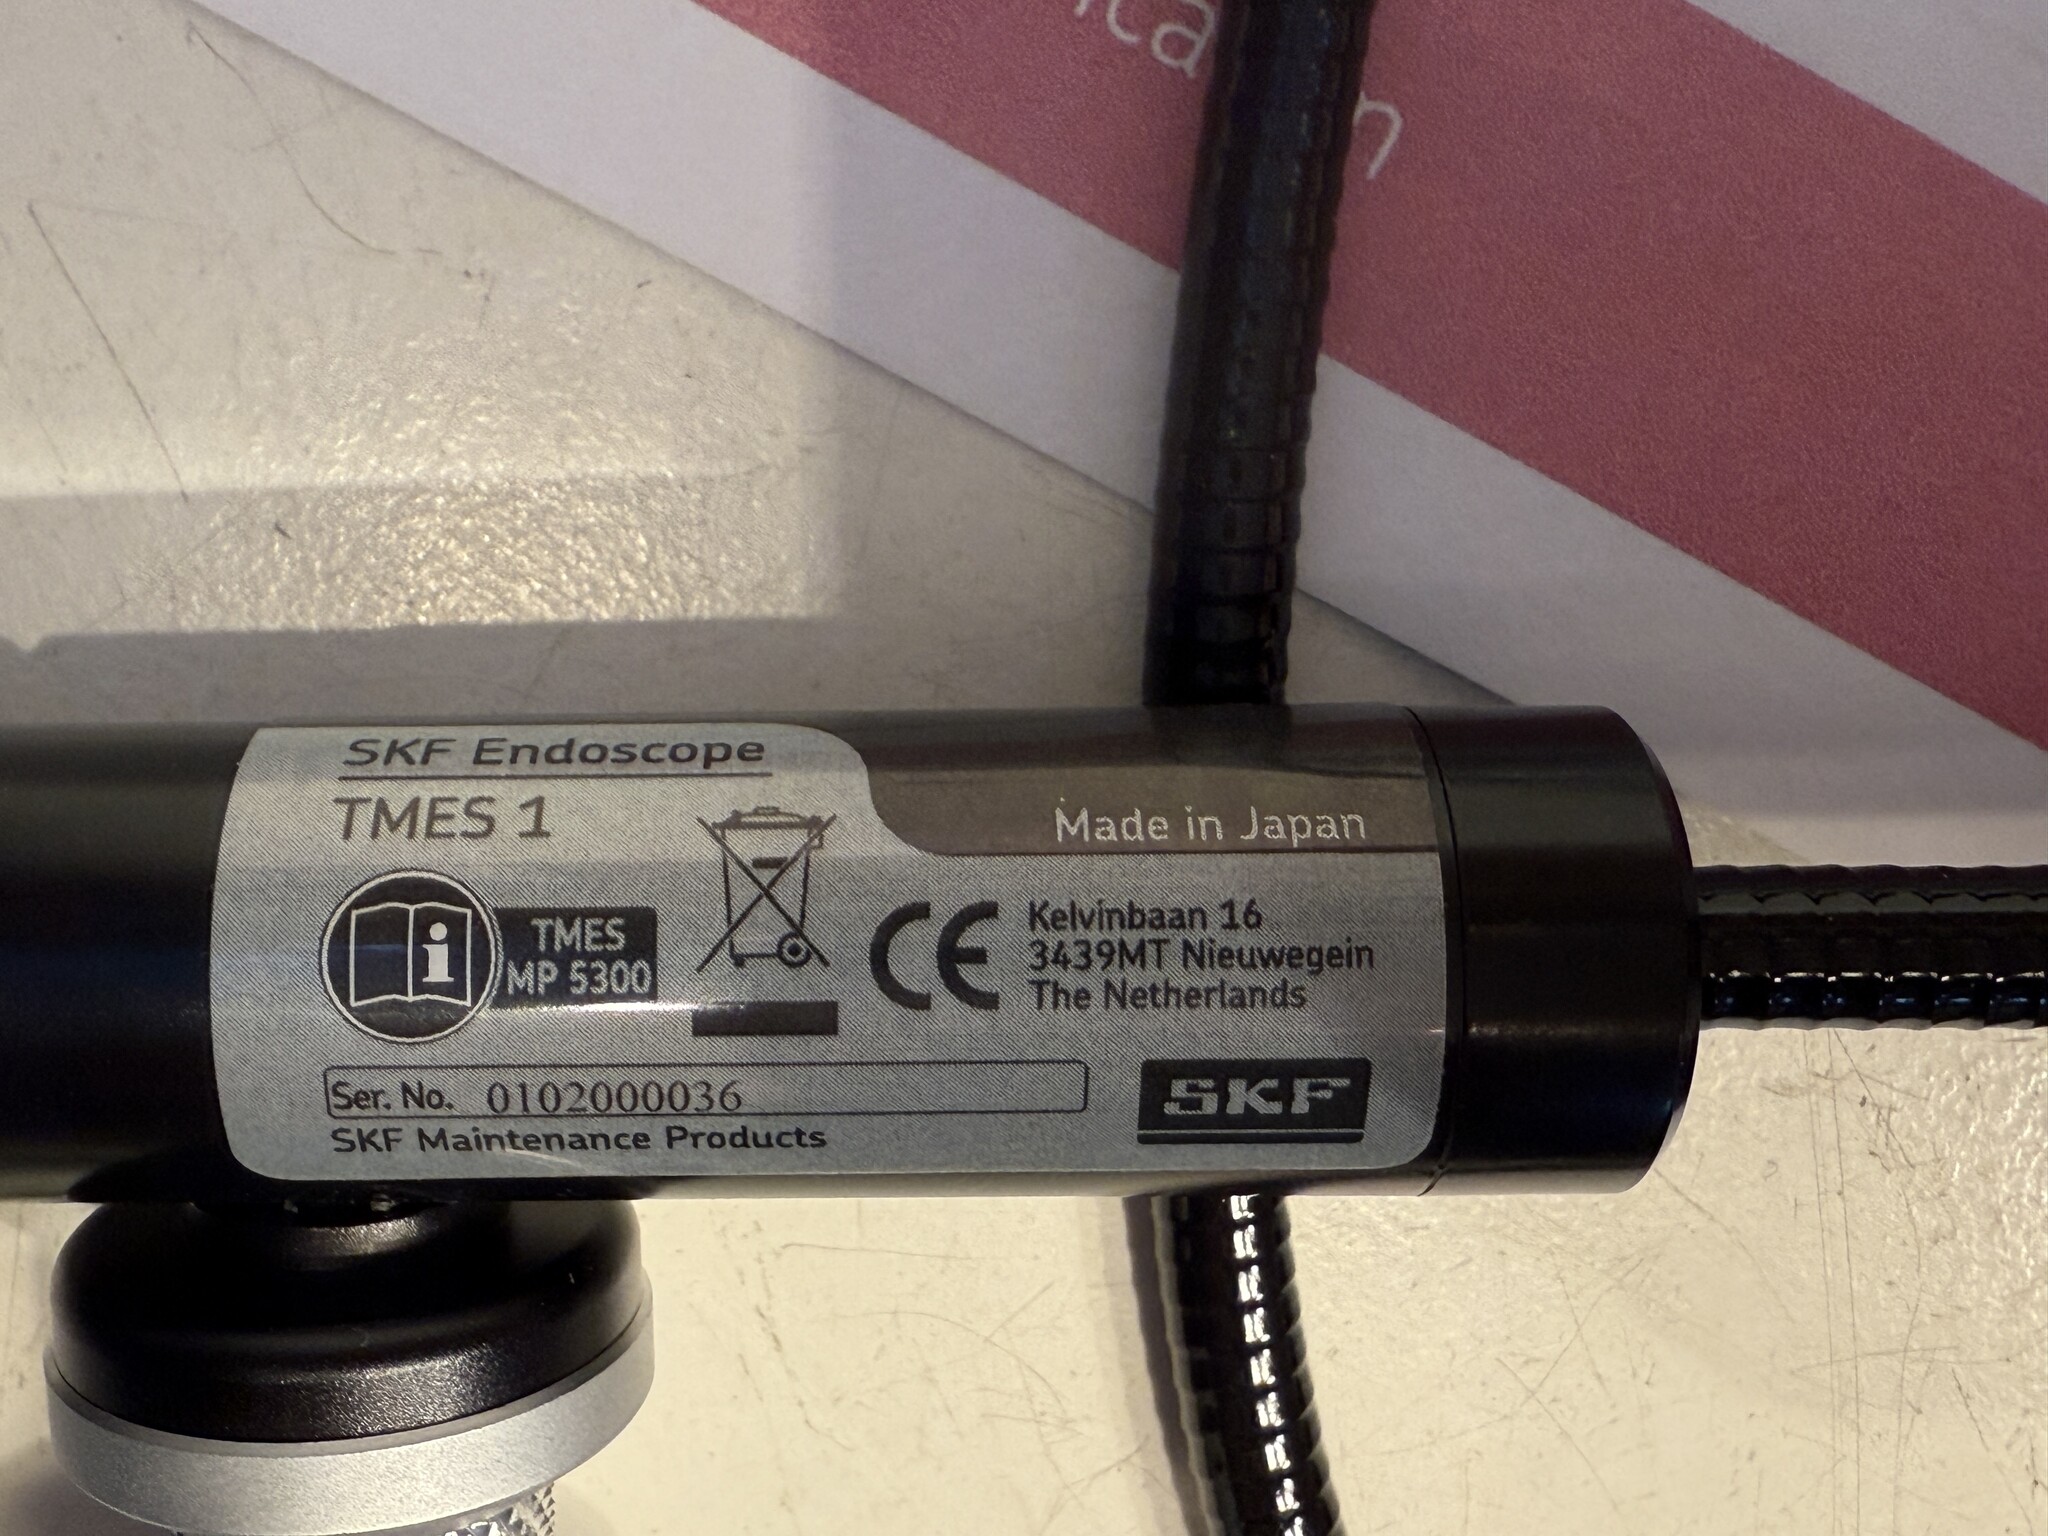 SKF Endoscope
TMES 1
Made in Japan
TMES
MP 5300
CE
Kelvinbaan 16
3439MT Nieuwegein
The Netherlands
Ser. No. 0102000036
SKF
SKF Maintenance Products